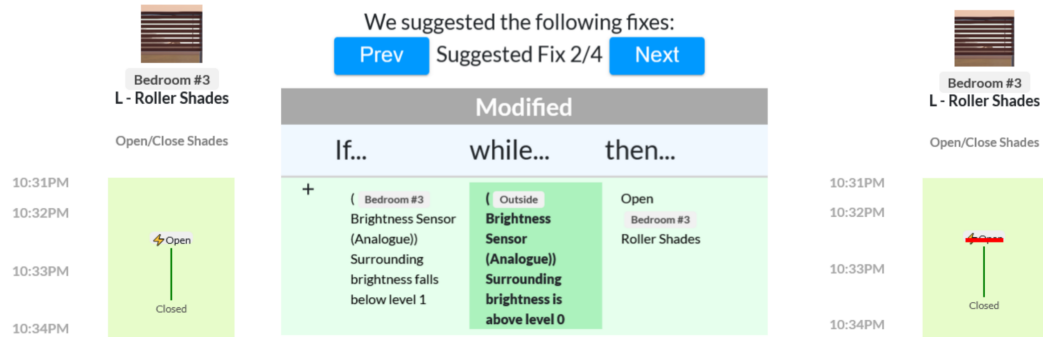 Bedroom #3
L - Roller Shades
Open/Close Shades
10:31PM
10:32PM
⚡Open
10:33PM
Closed
10:34PM
We suggested the following fixes:
Prev Suggested Fix 2/4 Next
Modified
If... while... then...
+
( Bedroom #3
Brightness Sensor
(Analogue))
Surrounding
brightness falls
below level 1
( Outside
Brightness
Sensor
(Analogue))
Surrounding
brightness is
above level 0
Open
Bedroom #3
Roller Shades
Bedroom #3
L - Roller Shades
Open/Close Shades
10:31PM
10:32PM
⚡Open
10:33PM
Closed
10:34PM